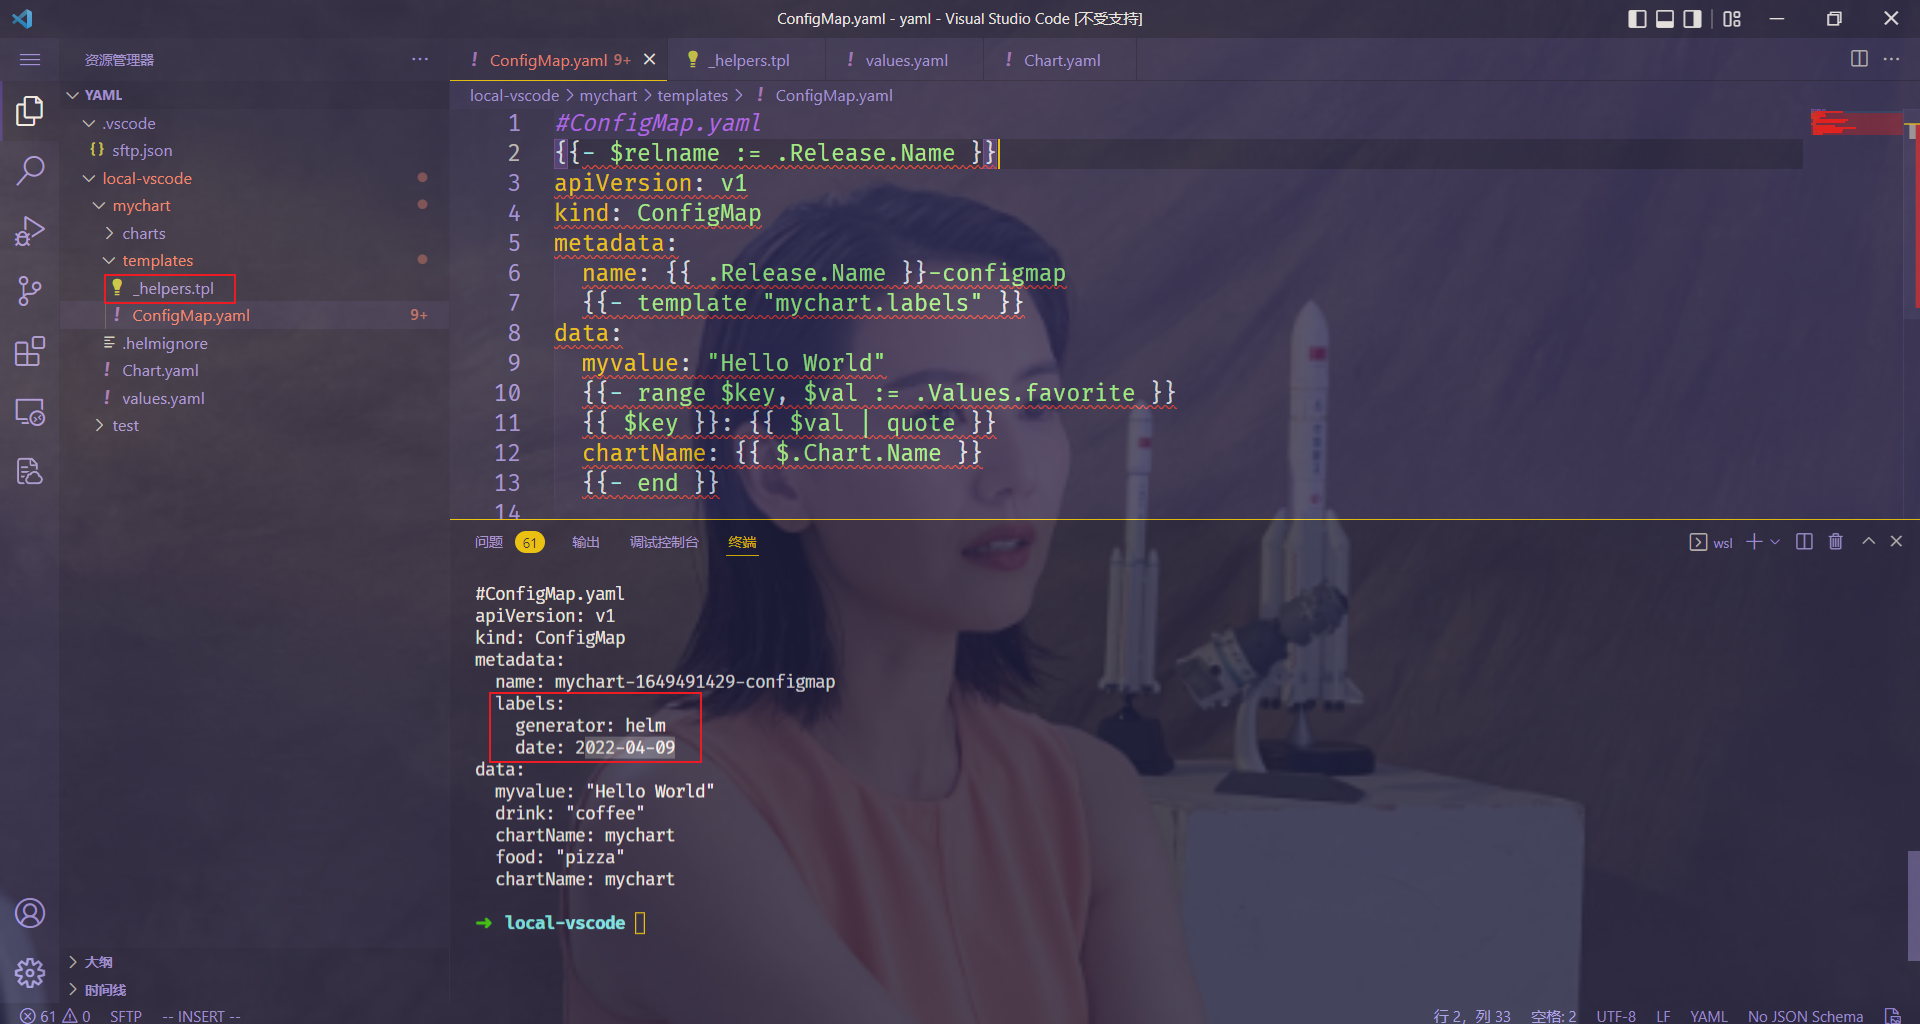 ConfigMap.yaml - yaml - Visual Studio Code [不受支持]
资源管理器
YAML
.vscode
{} sftp.json
local-vscode
mychart
charts
templates
_helpers.tpl
! ConfigMap.yaml 9+
.helmignore
! Chart.yaml
! values.yaml
test
大纲
时间线
! ConfigMap.yaml 9+
_helpers.tpl
! values.yaml
! Chart.yaml
local-vscode > mychart > templates > ! ConfigMap.yaml
1 #ConfigMap.yaml
2 {{- $relname := .Release.Name }}
3 apiVersion: v1
4 kind: ConfigMap
5 metadata:
6 name: {{ .Release.Name }}-configmap
7 {{- template "mychart.labels" }}
8 data:
9 myvalue: "Hello World"
10 {{- range $key, $val := .Values.favorite }}
11 {{ $key }}: {{ $val | quote }}
12 chartName: {{ $.Chart.Name }}
13 {{- end }}
14
问题 61 输出 调试控制台 终端
wsl
#ConfigMap.yaml
apiVersion: v1
kind: ConfigMap
metadata:
name: mychart-1649491429-configmap
labels:
generator: helm
date: 2022-04-09
data:
myvalue: "Hello World"
drink: "coffee"
chartName: mychart
food: "pizza"
chartName: mychart
➜ local-vscode
61 0 SFTP -- INSERT --
行 2，列 33 空格: 2 UTF-8 LF YAML No JSON Schema